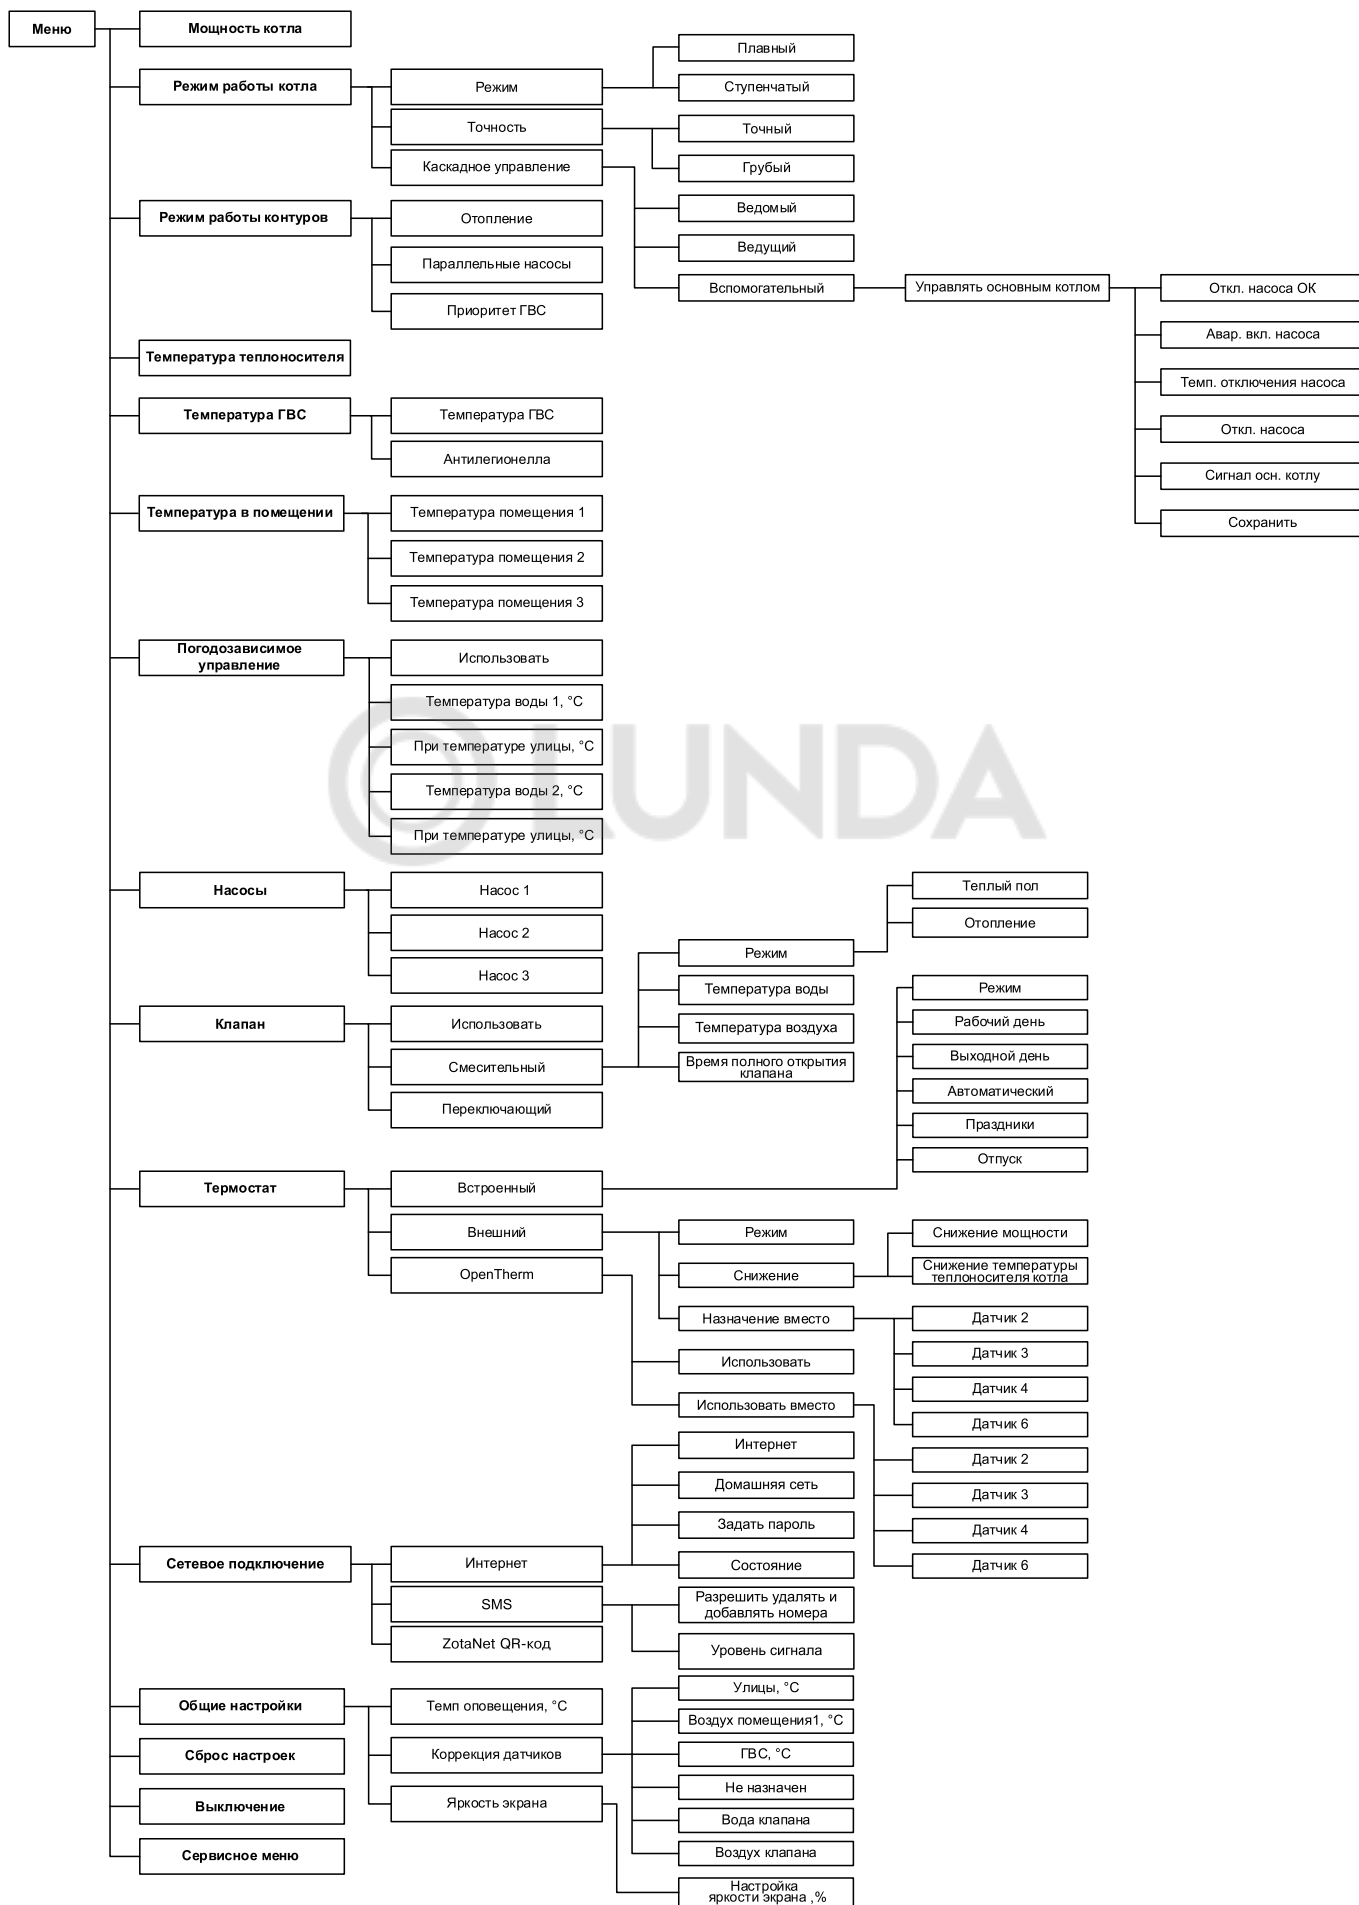 Меню
Мощность котла
Режим работы котла
Режим
Плавный
Ступенчатый
Точность
Точный
Грубый
Каскадное управление
Ведомый
Ведущий
Вспомогательный
Управлять основным котлом
Откл. насоса ОК
Авар. вкл. насоса
Темп. отключения насоса
Откл. насоса
Сигнал осн. котлу
Сохранить
Режим работы контуров
Отопление
Параллельные насосы
Приоритет ГВС
Температура теплоносителя
Температура ГВС
Температура ГВС
Антилегионелла
Температура в помещении
Температура помещения 1
Температура помещения 2
Температура помещения 3
Погодозависимое
управление
Использовать
Температура воды 1, °С
При температуре улицы, °С
Температура воды 2, °С
При температуре улицы, °С
LUNDA
Насосы
Насос 1
Насос 2
Насос 3
Клапан
Использовать
Смесительный
Режим
Теплый пол
Отопление
Температура воды
Температура воздуха
Время полного открытия
клапана
Переключающий
Термостат
Встроенный
Режим
Рабочий день
Выходной день
Автоматический
Праздники
Отпуск
Внешний
Режим
Снижение
Снижение мощности
Снижение температуры
теплоносителя котла
Назначение вместо
Датчик 2
Датчик 3
Датчик 4
Датчик 6
OpenTherm
Использовать
Использовать вместо
Датчик 2
Датчик 3
Датчик 4
Датчик 6
Сетевое подключение
Интернет
Интернет
Домашняя сеть
Задать пароль
Состояние
SMS
Разрешить удалять и
добавлять номера
Уровень сигнала
ZotaNet QR-код
Общие настройки
Темп оповещения, °С
Коррекция датчиков
Улицы, °С
Воздух помещения1, °С
ГВС, °С
Не назначен
Вода клапана
Воздух клапана
Яркость экрана
Настройка
яркости экрана ,%
Сброс настроек
Выключение
Сервисное меню